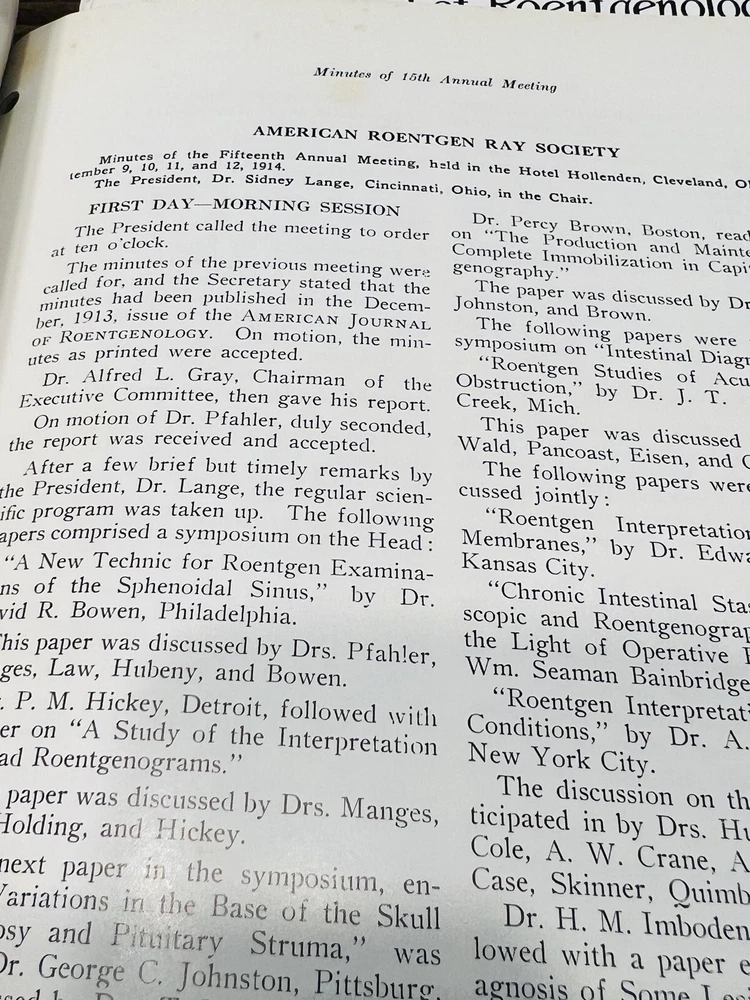 Minutes of 15th Annual Meeting
AMERICAN ROENTGEN RAY SOCIETY
Minutes of the Fifteenth Annual Meeting, held in the Hotel Hollenden, Cleveland,
tember 9, 10, 11, and 12, 1914.
The President, Dr. Sidney Lange, Cincinnati, Ohio, in the Chair.
FIRST DAY—MORNING SESSION
The President called the meeting to order
at ten o'clock.
The minutes of the previous meeting were
called for, and the Secretary stated that the
minutes had been published in the Decem-
ber, 1913, issue of the AMERICAN JOURNAL
OF ROENTGENOLOGY. On motion, the min-
utes as printed were accepted.
Dr. Alfred L. Gray, Chairman of the
Executive Committee, then gave his report.
On motion of Dr. Pfahler, duly seconded,
the report was received and accepted.
After a few brief but timely remarks by
the President, Dr. Lange, the regular scien-
ific program was taken up. The following
apers comprised a symposium on the Head:
"A New Technic for Roentgen Examina-
ns of the Sphenoidal Sinus," by Dr.
vid R. Bowen, Philadelphia.
his paper was discussed by Drs. Pfahler,
ges, Law, Hubeny, and Bowen.
. P. M. Hickey, Detroit, followed with
er on "A Study of the Interpretation
ad Roentgenograms."
paper was discussed by Drs. Manges,
Holding, and Hickey.
next paper in the symposium, en-
Variations in the Base of the Skull
osy and Pituitary Struma," was
Dr. George C. Johnston, Pittsburg,
Dr. Percy Brown, Boston, read
on "The Production and Mainte
Complete Immobilization in Capi
genography."
The paper was discussed by Dr
Johnston, and Brown.
The following papers were
symposium on "Intestinal Diagn
"Roentgen Studies of Acu
Obstruction," by Dr. J. T.
Creek, Mich.
This paper was discussed
Wald, Pancoast, Eisen, and
The following papers were
cussed jointly:
"Roentgen Interpretation
Membranes," by Dr. Edwa
Kansas City.
"Chronic Intestinal Stas
scopic and Roentgenograp
the Light of Operative
Wm. Seaman Bainbridge
"Roentgen Interpretat
Conditions," by Dr. A.
New York City.
The discussion on th
ticipated in by Drs. Hu
Cole, A. W. Crane, A
Case, Skinner, Quimb
Dr. H. M. Imboden
lowed with a paper e
agnosis of Some